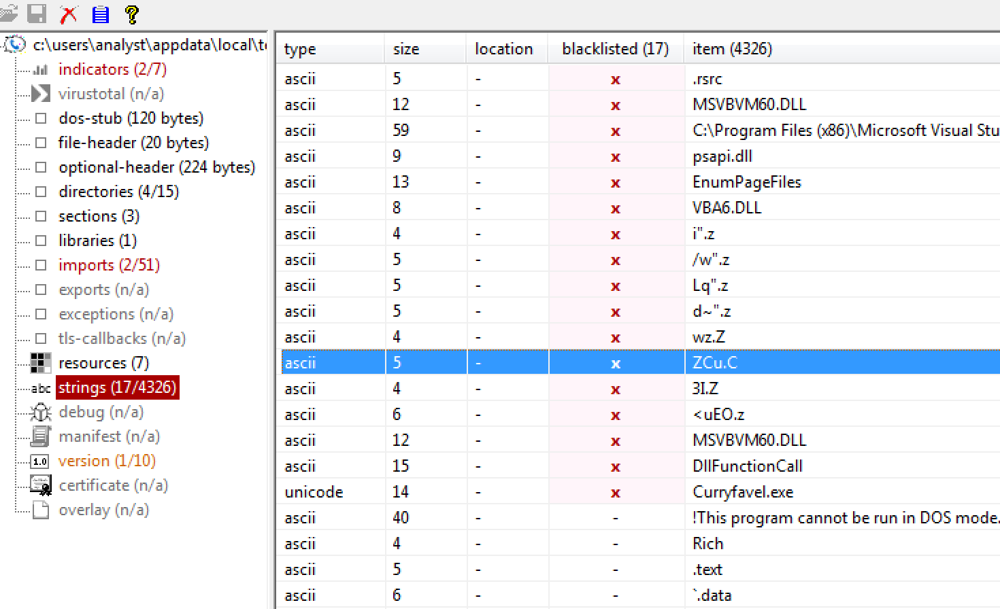 c:\users\analyst\appdata\local\te
indicators (2/7)
virustotal (n/a)
dos-stub (120 bytes)
file-header (20 bytes)
optional-header (224 bytes)
directories (4/15)
sections (3)
libraries (1)
imports (2/51)
exports (n/a)
exceptions (n/a)
tls-callbacks (n/a)
resources (7)
abc strings (17/4326)
debug (n/a)
manifest (n/a)
1.0 version (1/10)
certificate (n/a)
overlay (n/a)
type size location blacklisted (17) item (4326)
ascii 5 - x .rsrc
ascii 12 - x MSVBVM60.DLL
ascii 59 - x C:\Program Files (x86)\Microsoft Visual Stu
ascii 9 - x psapi.dll
ascii 13 - x EnumPageFiles
ascii 8 - x VBA6.DLL
ascii 4 - x i".z
ascii 5 - x /w".z
ascii 5 - x Lq".z
ascii 5 - x d~".z
ascii 4 - x wz.Z
ascii 5 - x ZCu.C
ascii 4 - x 3I.Z
ascii 6 - x <uEO.z
ascii 12 - x MSVBVM60.DLL
ascii 15 - x DllFunctionCall
unicode 14 - x Curryfavel.exe
ascii 40 - - !This program cannot be run in DOS mode.
ascii 4 - - Rich
ascii 5 - - .text
ascii 6 - - `.data